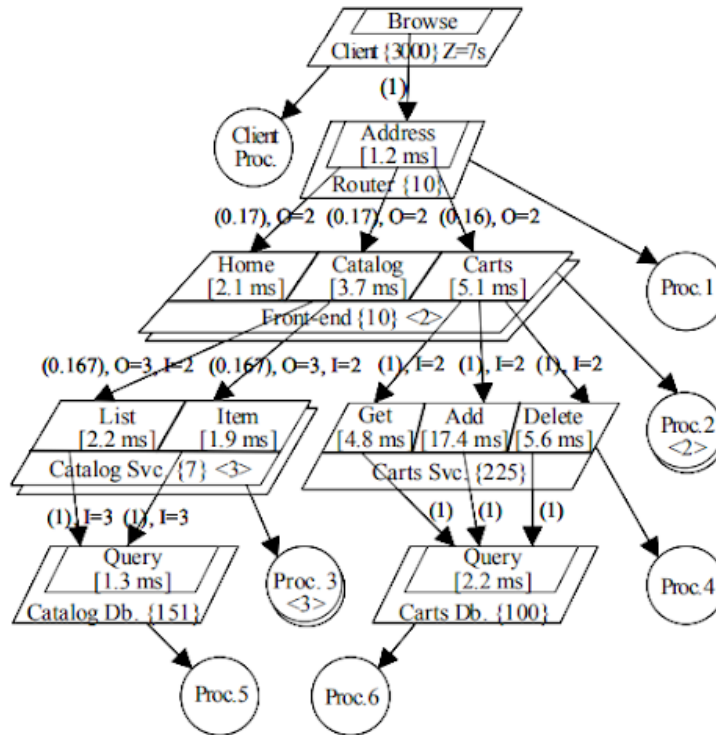 Browse
Client {3000} Z=7s
(1)
Client
Proc.
Address
[1.2 ms]
Router {10}
(0.17), O=2 (0.17), O=2 (0.16), O=2
Home Catalog Carts
[2.1 ms] [3.7 ms] [5.1 ms]
Front-end {10} <2>
Proc.1
(0.167), O=3, I=2 (0.167), O=3, I=2 (1), I=2 (1), I=2 (1), I=2
Proc.2
<2>
List Item Get Add Delete
[2.2 ms] [1.9 ms] [4.8 ms] [17.4 ms] [5.6 ms]
Catalog Svc. {7} <3> Carts Svc. {225}
(1), I=3 (1), I=3 (1) (1) (1)
Query Proc. 3 Query Proc.4
[1.3 ms] <3> [2.2 ms]
Catalog Db. {151} Carts Db. {100}
Proc.5 Proc.6